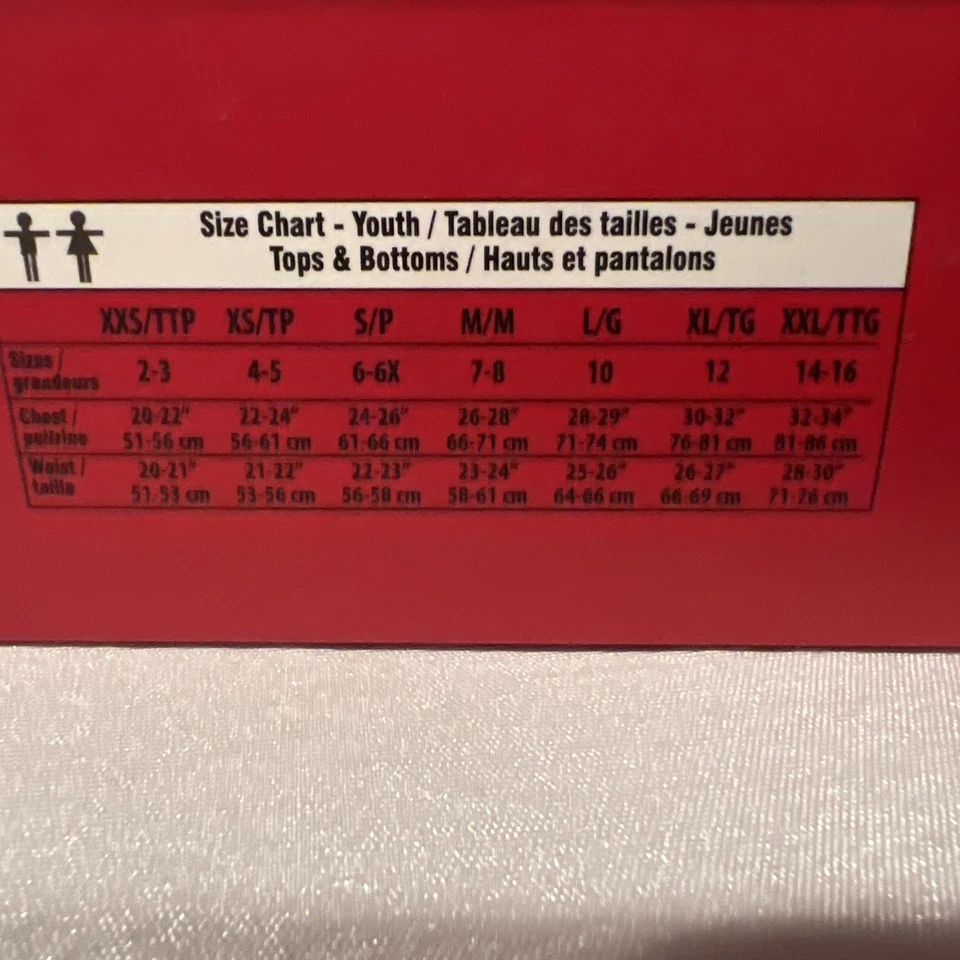 Size Chart - Youth / Tableau des tailles - Jeunes
Tops & Bottoms / Hauts et pantalons
XXS/TTP XS/TP S/P M/M L/G XL/TG XXL/TTG
Sizes / 2-3 4-5 6-6X 7-8 10 12 14-16
grandeurs
Chest / 20-22" 22-24" 24-26" 26-28" 28-29" 30-32" 32-34"
poitrine 51-56 cm 56-61 cm 61-66 cm 66-71 cm 71-74 cm 76-81 cm 81-86 cm
Waist / 20-21" 21-22" 22-23" 23-24" 25-26" 26-27" 28-30"
taille 51-53 cm 53-56 cm 56-58 cm 58-61 cm 64-66 cm 66-69 cm 71-76 cm